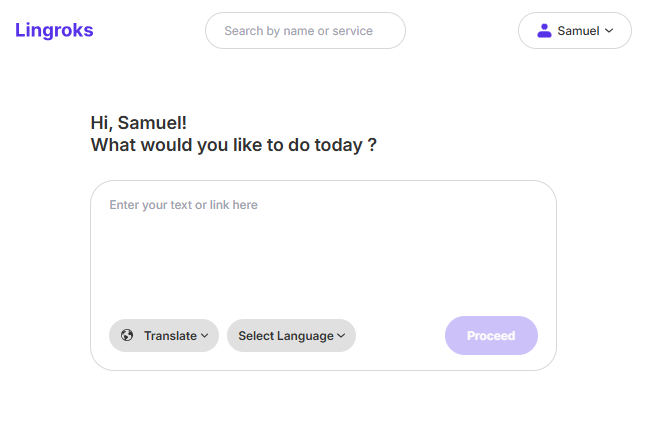 Lingroks
Search by name or service
Samuel
Hi, Samuel!
What would you like to do today ?
Enter your text or link here
Translate
Select Language
Proceed